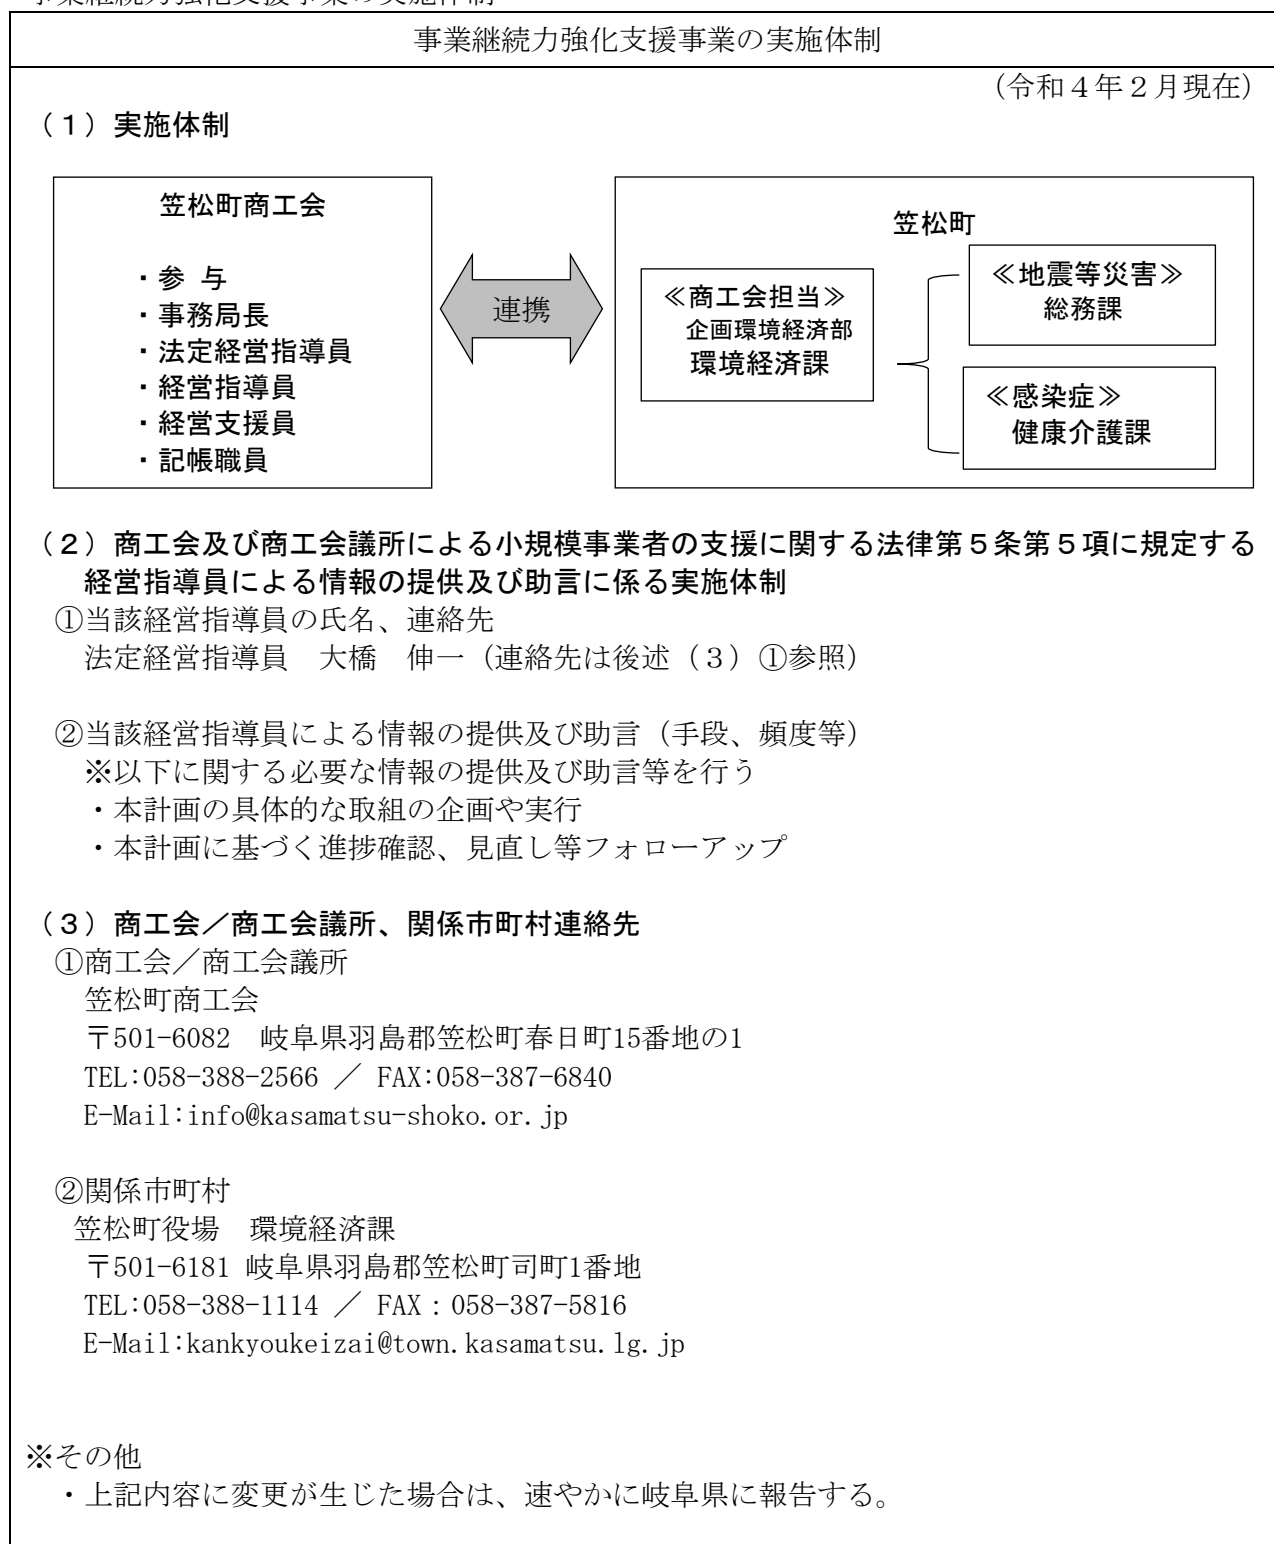 事業継続力強化支援事業の実施体制
（令和４年２月現在）
（１）実施体制
笠松町商工会
・参 与
・事務局長
・法定経営指導員
・経営指導員
・経営支援員
・記帳職員
連携
笠松町
≪商工会担当≫
企画環境経済部
環境経済課
≪地震等災害≫
総務課
≪感染症≫
健康介護課
（２）商工会及び商工会議所による小規模事業者の支援に関する法律第５条第５項に規定する
経営指導員による情報の提供及び助言に係る実施体制
①当該経営指導員の氏名、連絡先
法定経営指導員　大橋　伸一（連絡先は後述（３）①参照）
②当該経営指導員による情報の提供及び助言（手段、頻度等）
※以下に関する必要な情報の提供及び助言等を行う
・本計画の具体的な取組の企画や実行
・本計画に基づく進捗確認、見直し等フォローアップ
（３）商工会／商工会議所、関係市町村連絡先
①商工会／商工会議所
笠松町商工会
〒501-6082　岐阜県羽島郡笠松町春日町15番地の1
TEL:058-388-2566 ／ FAX:058-387-6840
E-Mail:info@kasamatsu-shoko.or.jp
②関係市町村
笠松町役場　環境経済課
〒501-6181 岐阜県羽島郡笠松町司町1番地
TEL:058-388-1114 ／ FAX：058-387-5816
E-Mail:kankyoukeizai@town.kasamatsu.lg.jp
※その他
・上記内容に変更が生じた場合は、速やかに岐阜県に報告する。